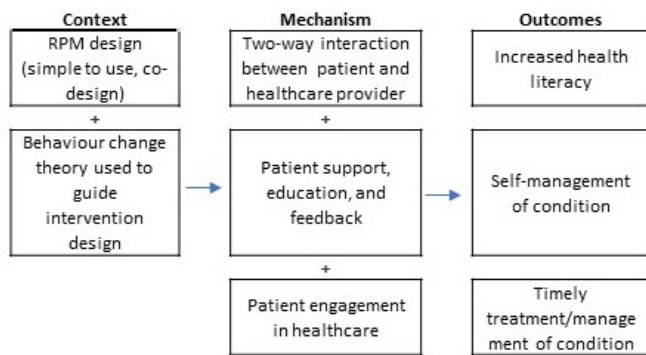 Context
RPM design
(simple to use, co-
design)
+
Behaviour change
theory used to
guide
intervention
design
Mechanism
Two-way interaction
between patient and
healthcare provider
+
Patient support,
education, and
feedback
+
Patient engagement
in healthcare
Outcomes
Increased health
literacy
Self-management
of condition
Timely
treatment/manage
ment of condition